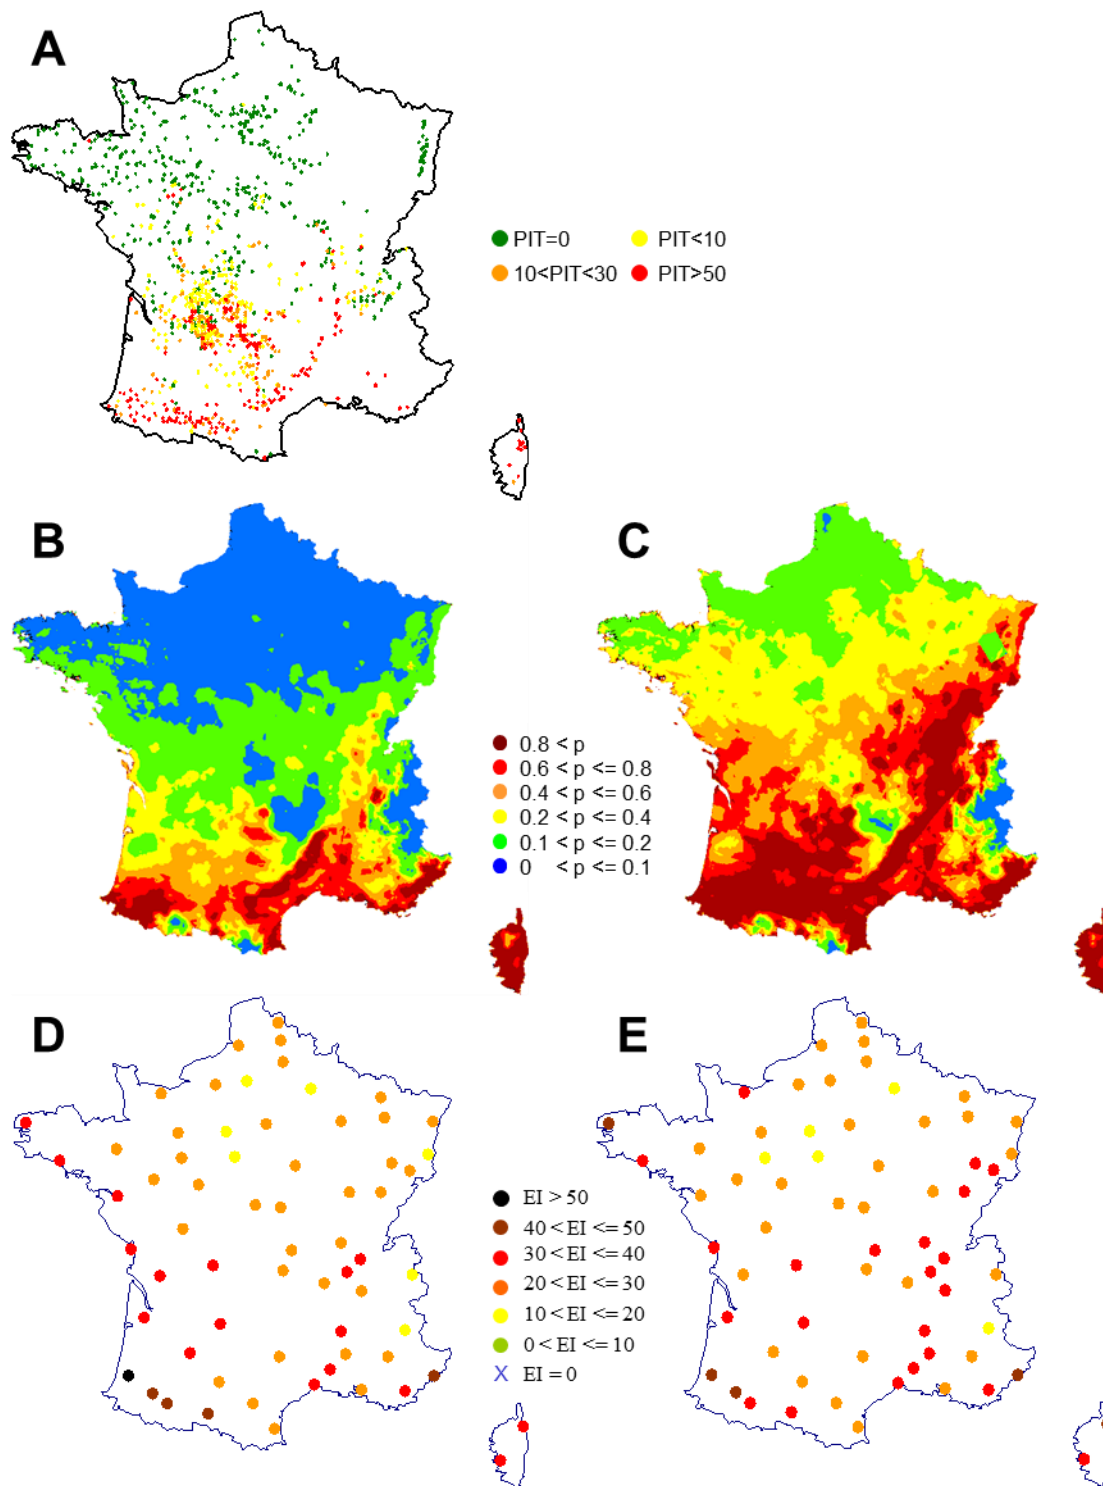 A
PIT=0
PIT<10
10<PIT<30
PIT>50
B
C
0.8 < p
0.6 < p <= 0.8
0.4 < p <= 0.6
0.2 < p <= 0.4
0.1 < p <= 0.2
0 < p <= 0.1
D
E
EI > 50
40 < EI <= 50
30 < EI <= 40
20 < EI <= 30
10 < EI <= 20
0 < EI <= 10
X EI = 0